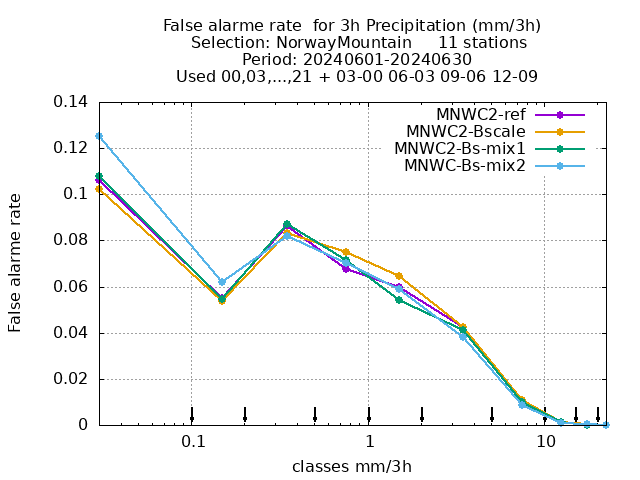 False alarme rate  for 3h Precipitation (mm/3h)
Selection: NorwayMountain     11 stations
Period: 20240601-20240630
Used 00,03,...,21 + 03-00 06-03 09-06 12-09
MNWC2-ref
MNWC2-Bscale
MNWC2-Bs-mix1
MNWC-Bs-mix2
False alarme rate
0.14
0.12
0.1
0.08
0.06
0.04
0.02
0
0.1 1 10
classes mm/3h